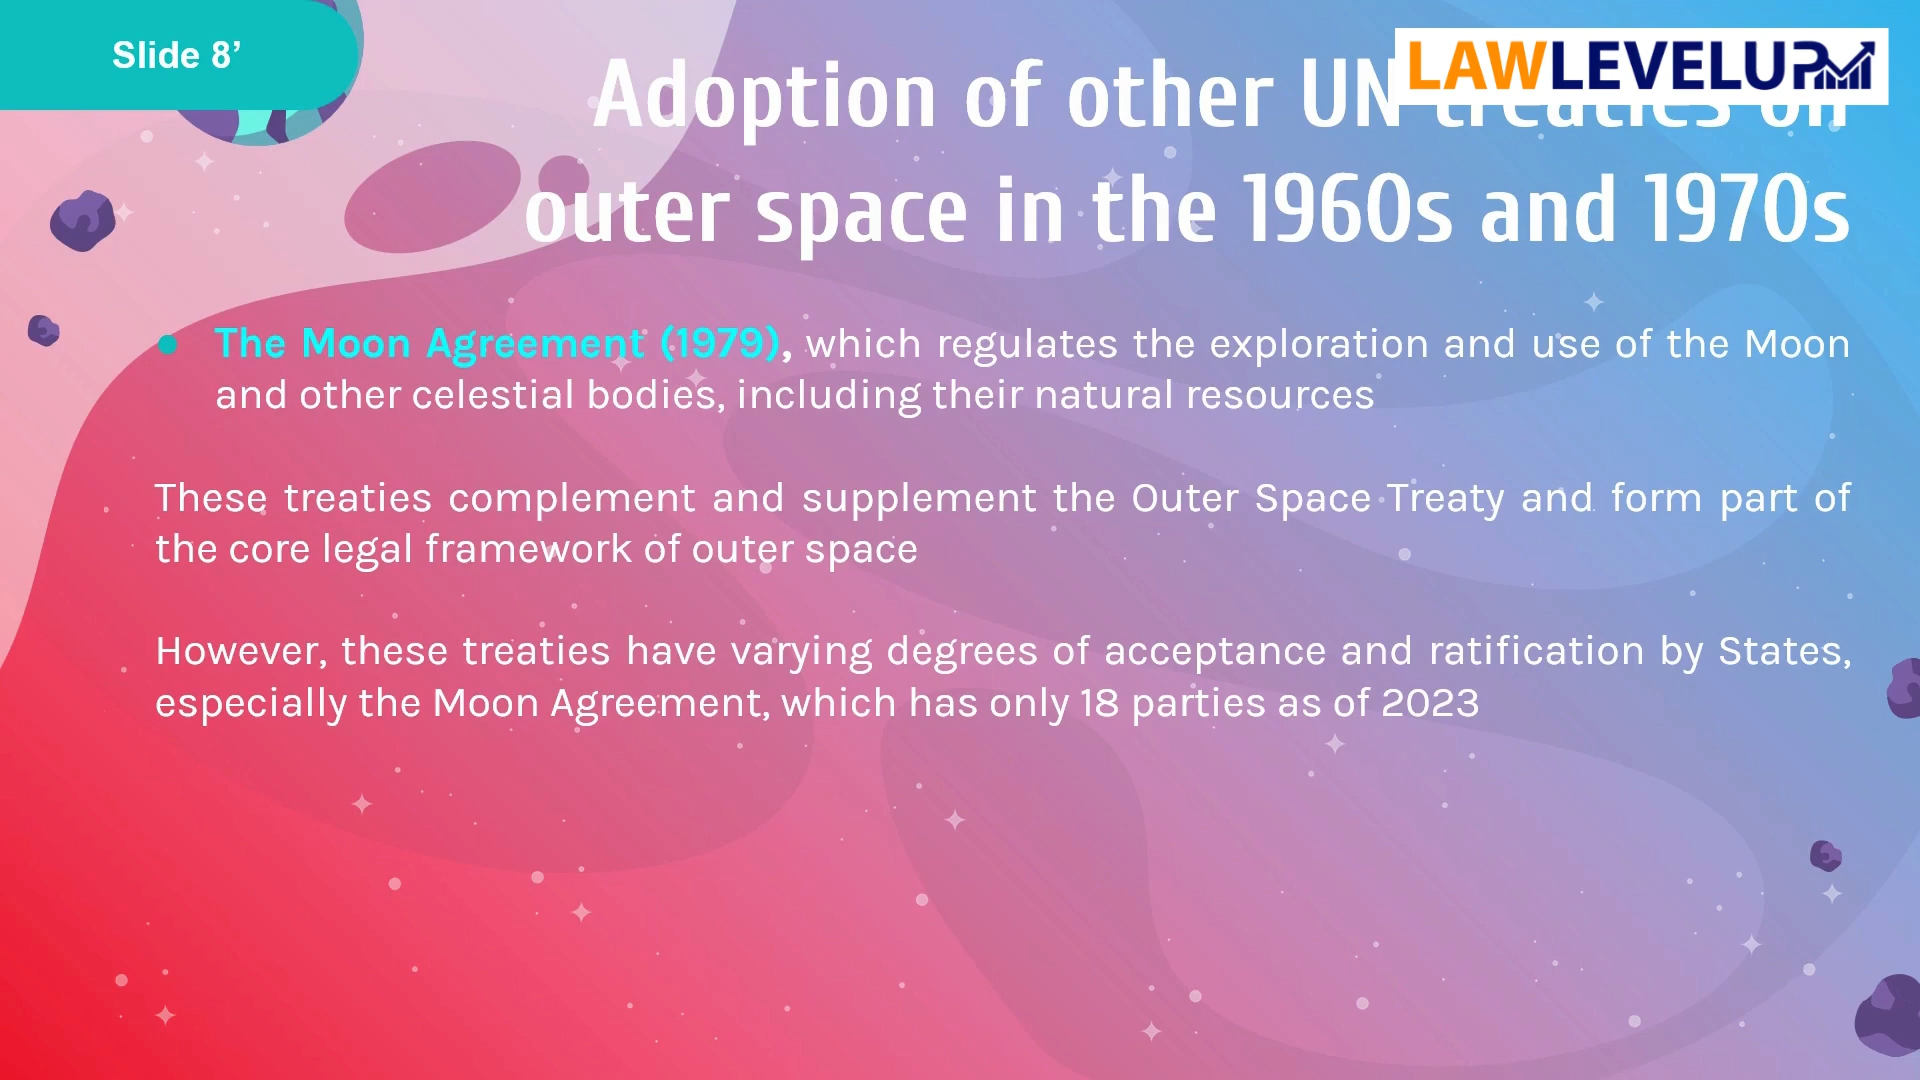 Slide 8’
LAWLEVELUP
Adoption of other UN treaties on
outer space in the 1960s and 1970s
The Moon Agreement (1979), which regulates the exploration and use of the Moon
and other celestial bodies, including their natural resources
These treaties complement and supplement the Outer Space Treaty and form part of
the core legal framework of outer space
However, these treaties have varying degrees of acceptance and ratification by States,
especially the Moon Agreement, which has only 18 parties as of 2023